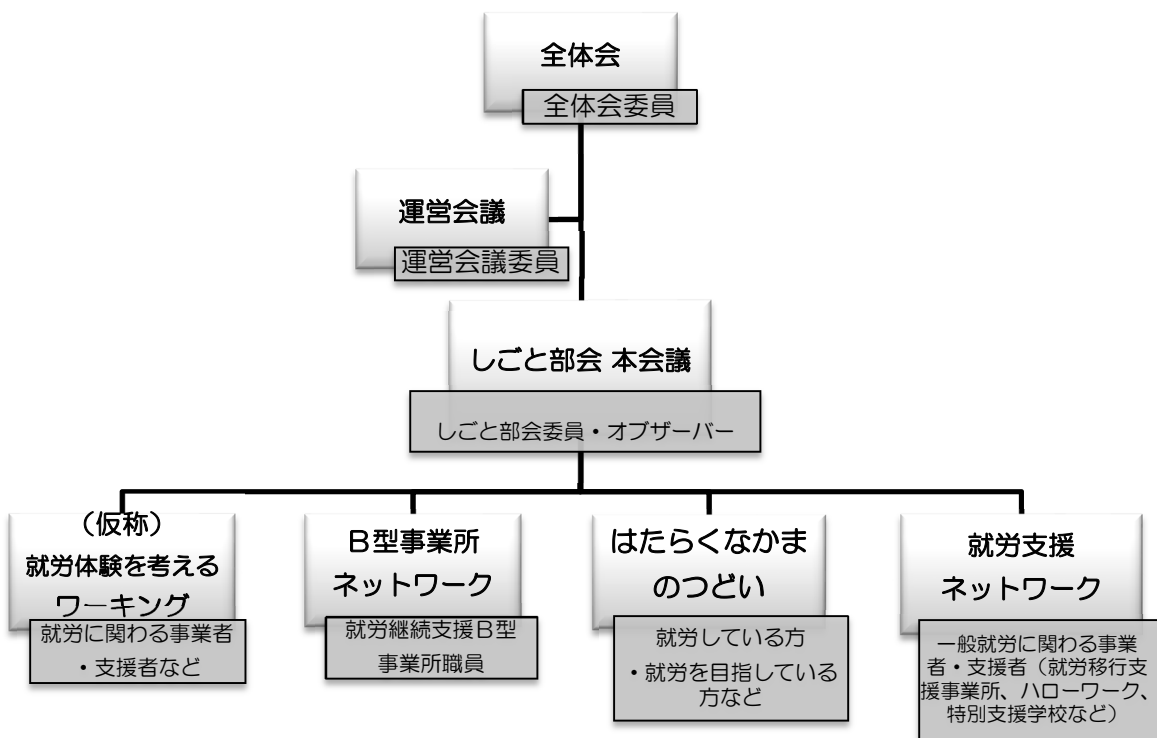 全体会
全体会委員
運営会議
運営会議委員
しごと部会 本会議
しごと部会委員・オブザーバー
（仮称）
就労体験を考える
ワーキング
就労に関わる事業者
・支援者など
Ｂ型事業所
ネットワーク
就労継続支援Ｂ型
事業所職員
はたらくなかま
のつどい
就労している方
・就労を目指している
方など
就労支援
ネットワーク
一般就労に関わる事業
者・支援者（就労移行支
援事業所、ハローワーク、
特別支援学校など）